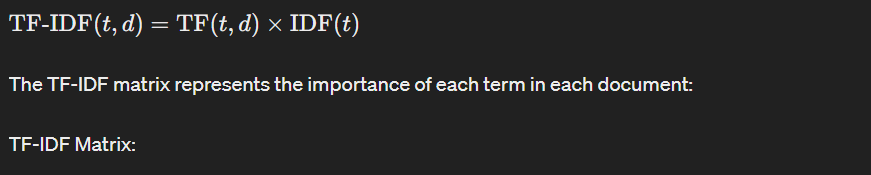 TF-IDF(t, d) = TF(t, d) × IDF(t)
The TF-IDF matrix represents the importance of each term in each document:
TF-IDF Matrix: